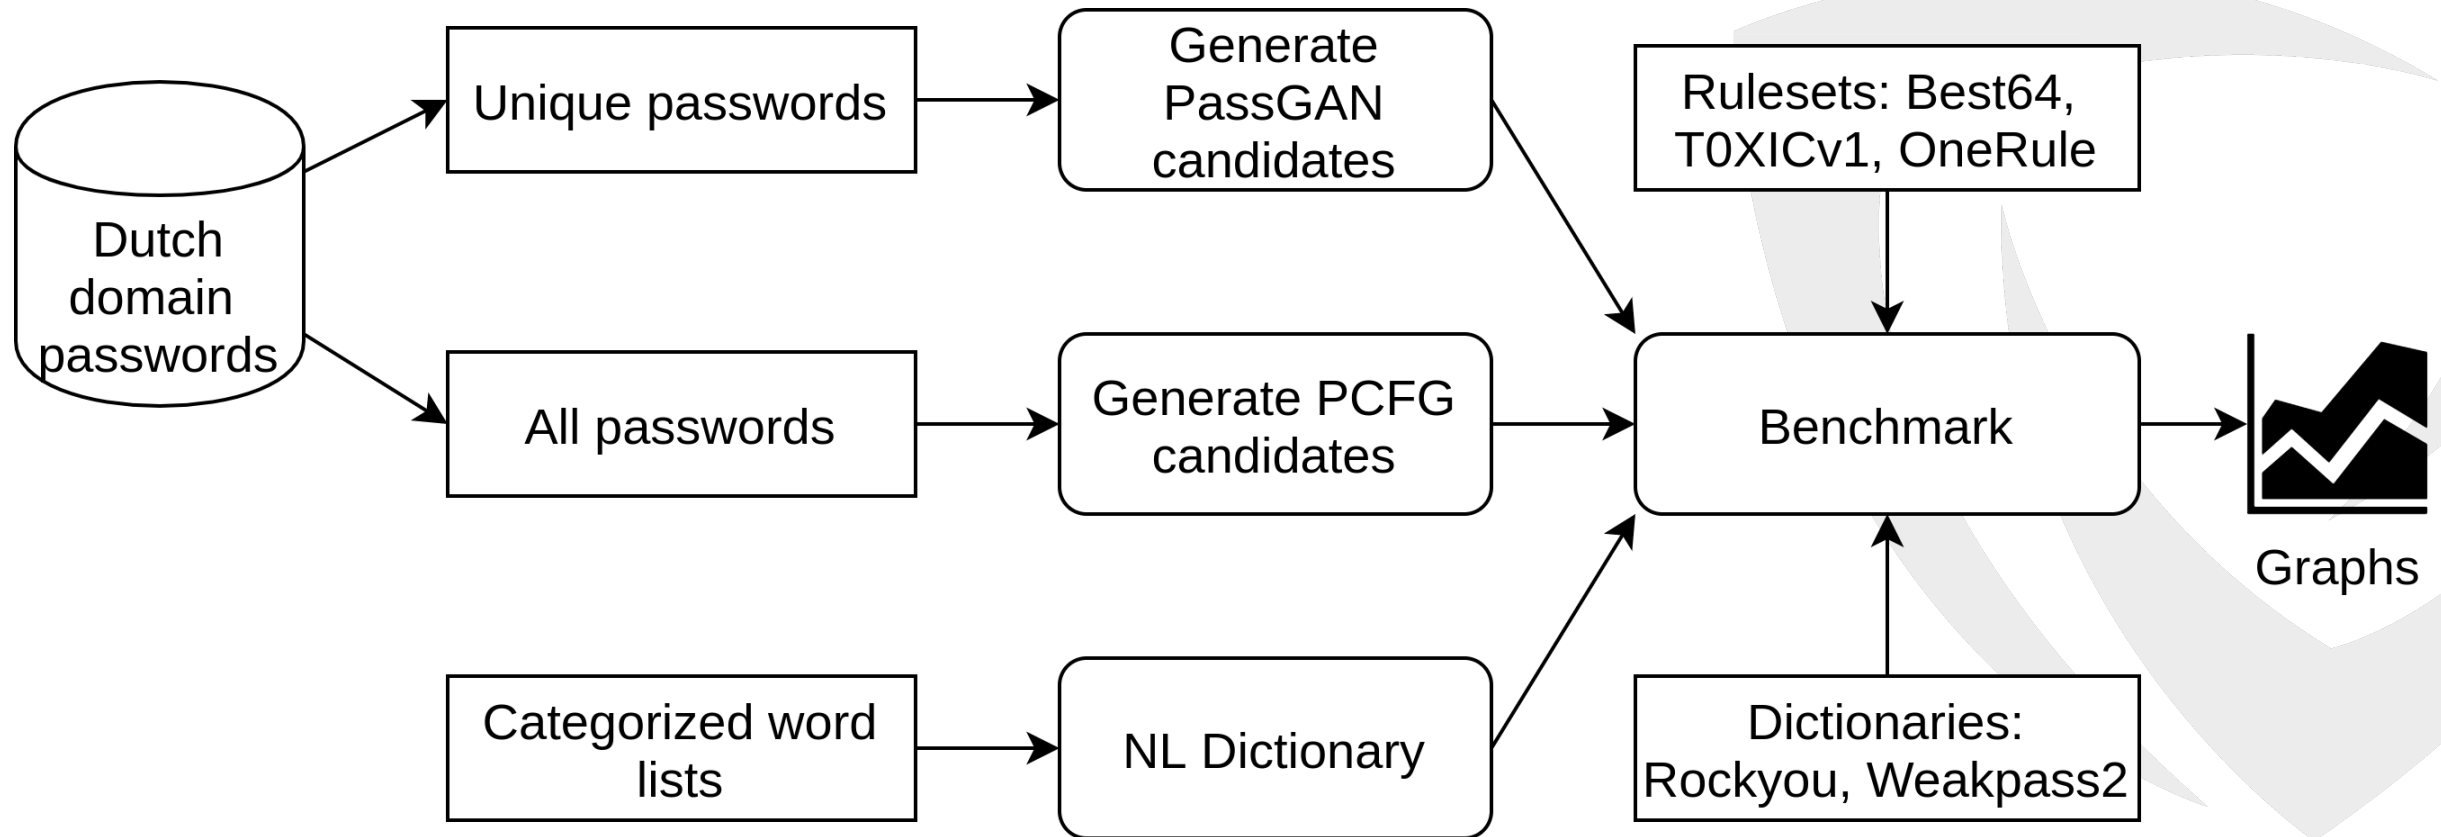 Dutch
domain
passwords
Unique passwords
All passwords
Categorized word
lists
Generate
PassGAN
candidates
Generate PCFG
candidates
NL Dictionary
Rulesets: Best64,
T0XICv1, OneRule
Benchmark
Dictionaries:
Rockyou, Weakpass2
Graphs